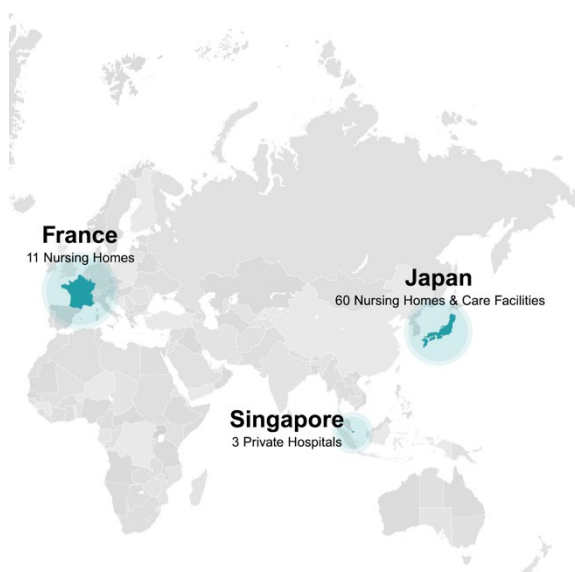 France
11 Nursing Homes
Japan
60 Nursing Homes & Care Facilities
Singapore
3 Private Hospitals